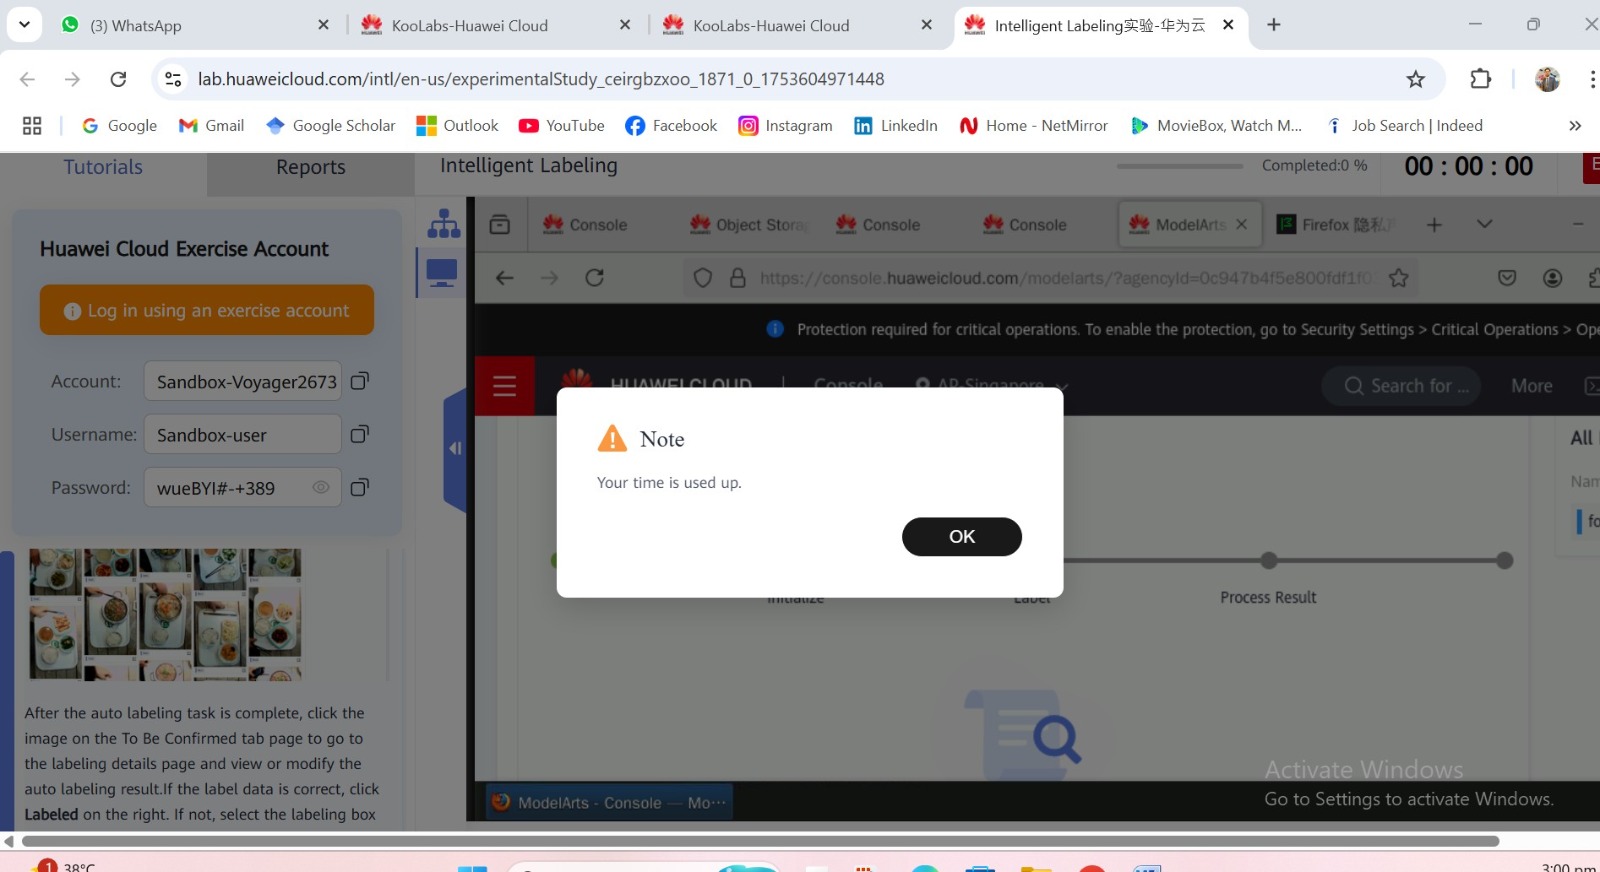 (3) WhatsApp
KooLabs-Huawei Cloud
KooLabs-Huawei Cloud
Intelligent Labeling实验-华为云
lab.huaweicloud.com/intl/en-us/experimentalStudy_ceirgbzxoo_1871_0_1753604971448
Google
Gmail
Google Scholar
Outlook
YouTube
Facebook
Instagram
LinkedIn
Home - NetMirror
MovieBox, Watch M...
Job Search | Indeed
Tutorials
Reports
Intelligent Labeling
Completed:0 %
00 : 00 : 00
Huawei Cloud Exercise Account
Log in using an exercise account
Account: Sandbox-Voyager2673
Username: Sandbox-user
Password: wueBYI#-+389
After the auto labeling task is complete, click the
image on the To Be Confirmed tab page to go to
the labeling details page and view or modify the
auto labeling result.If the label data is correct, click
Labeled on the right. If not, select the labeling box
Console
Object Stora
Console
Console
ModelArts
Firefox 隐私
https://console.huaweicloud.com/modelarts/?agencyId=0c947b4f5e800fdf1f0
Protection required for critical operations. To enable the protection, go to Security Settings > Critical Operations > Ope
HUAWEI CLOUD
Console
AP-Singapore
Search for ...
More
All
Nam
fo
Note
Your time is used up.
OK
Initialize
Label
Process Result
Activate Windows
Go to Settings to activate Windows.
ModelArts - Console — Mo···
1
38°C
3:00 pm